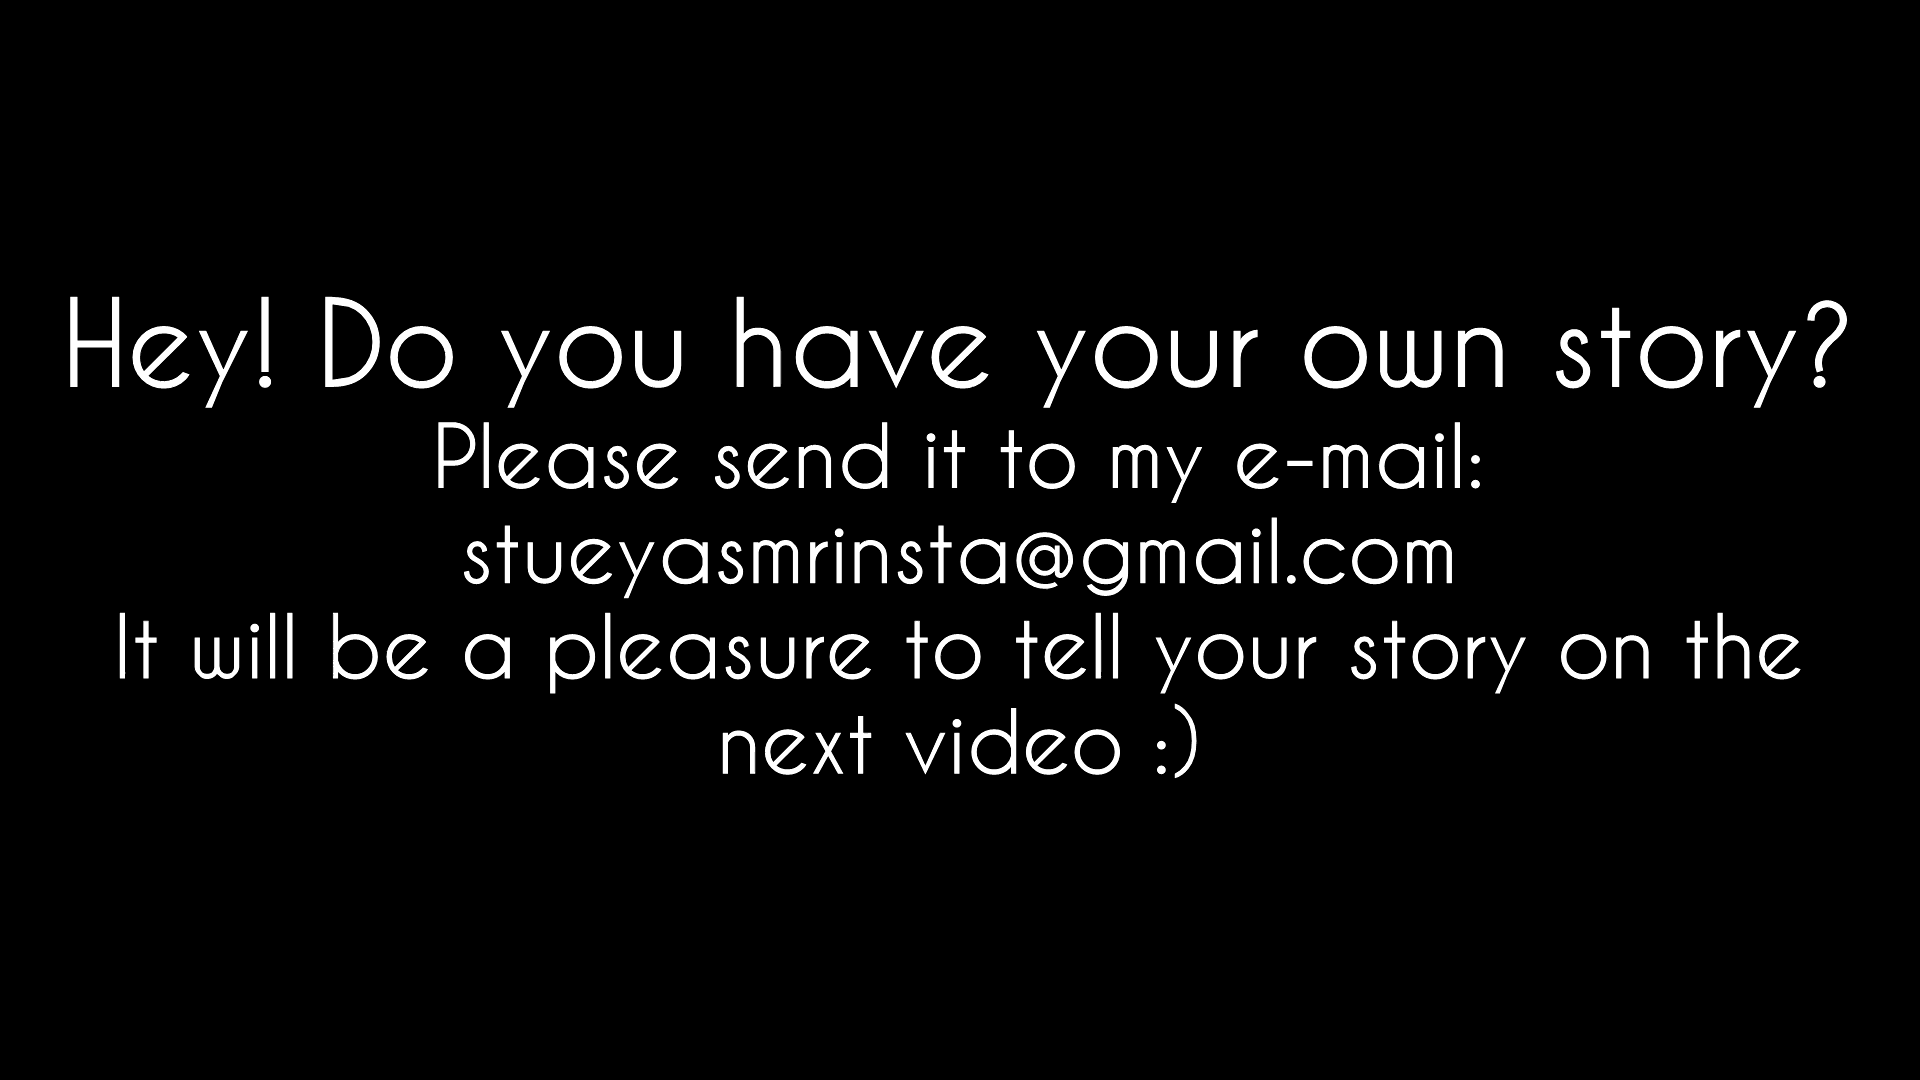 Hey! Do you have your own story?
Please send it to my e-mail:
stueyasmrinsta@gmail.com
It will be a pleasure to tell your story on the
next video :)